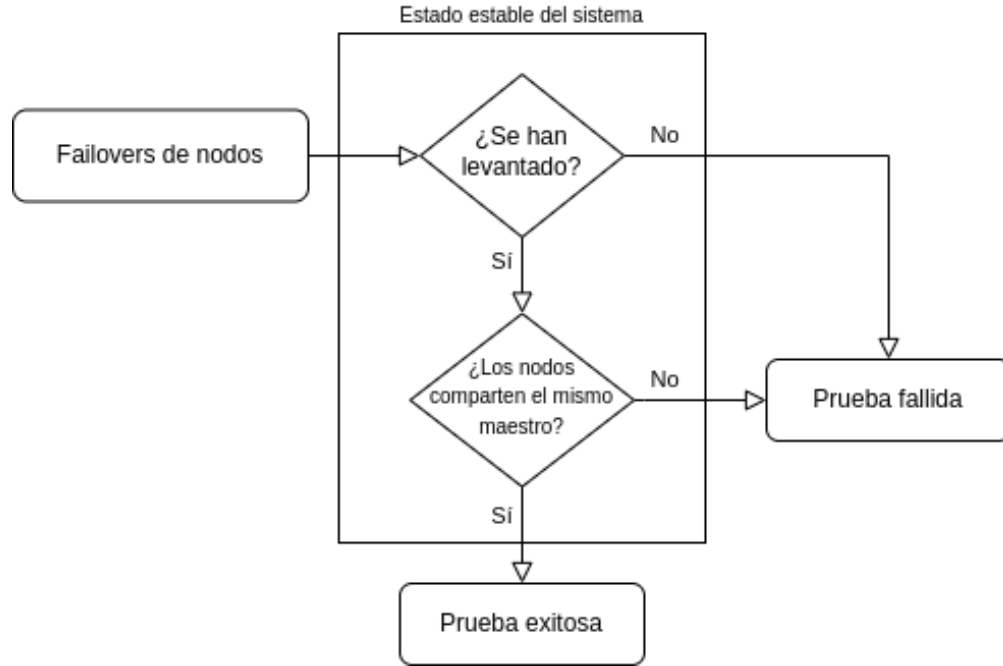 Estado estable del sistema
Failovers de nodos
¿Se han
levantado?
No
Sí
¿Los nodos
comparten el mismo
maestro?
No
Prueba fallida
Sí
Prueba exitosa